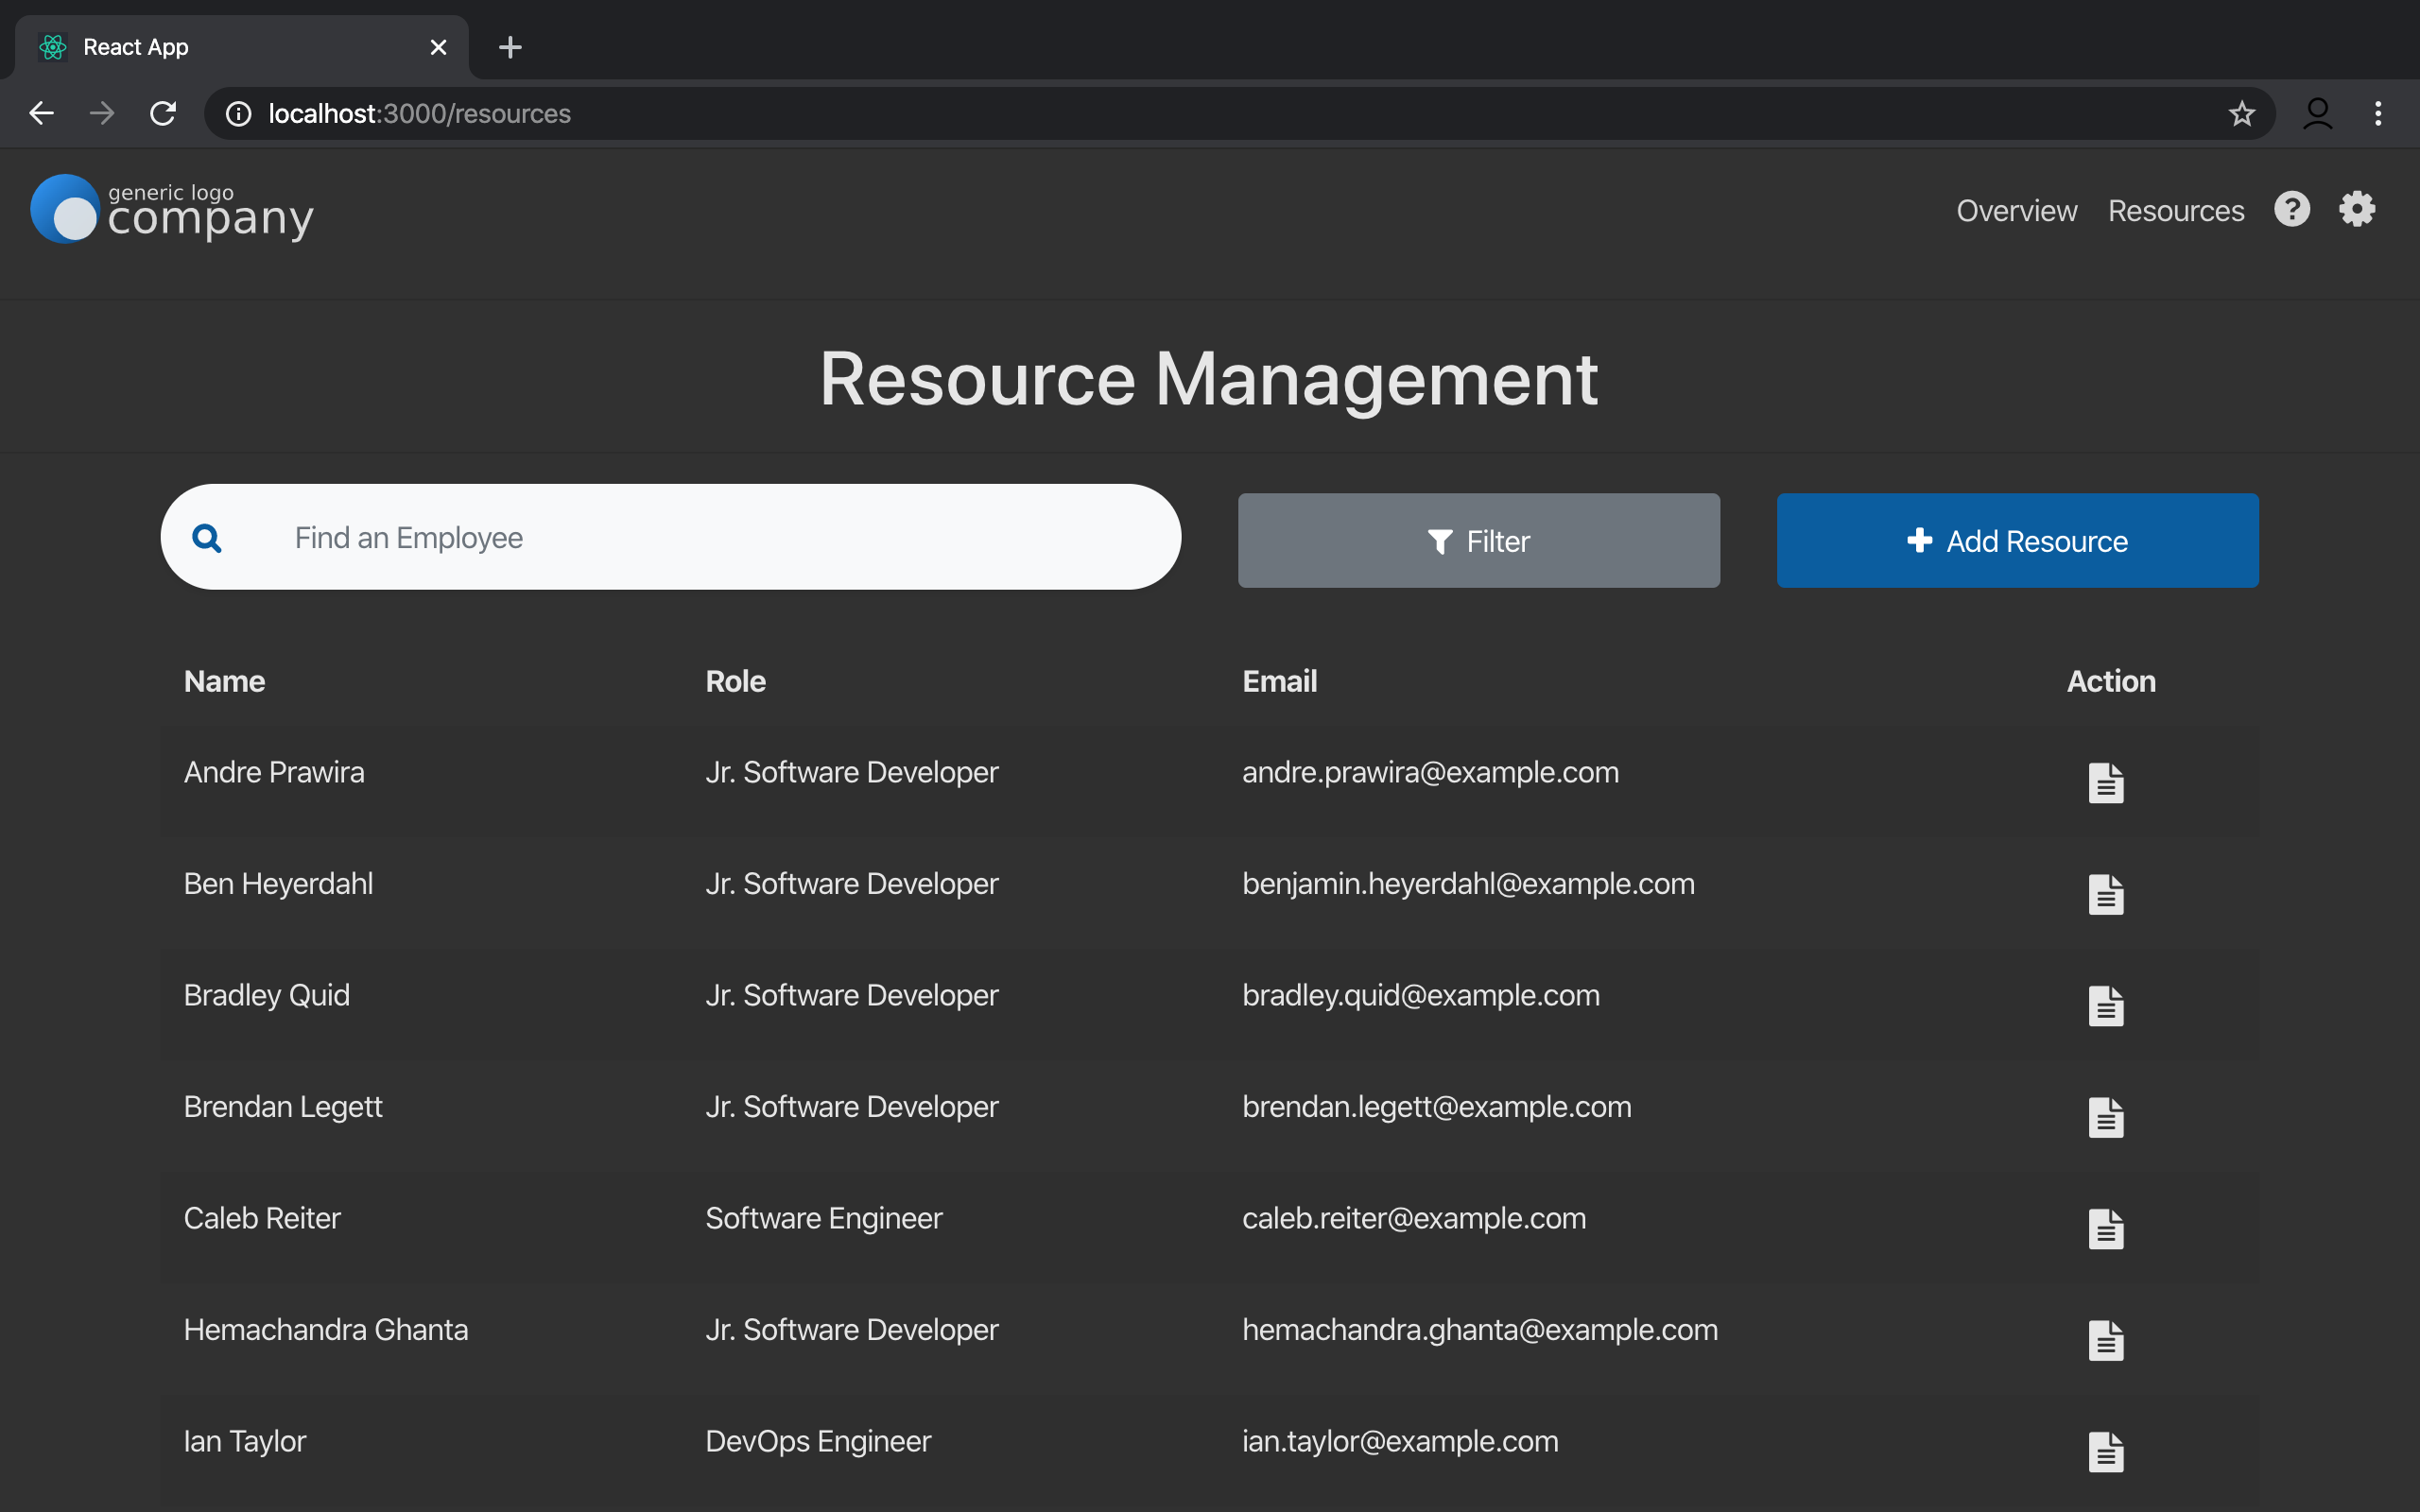 React App
localhost:3000/resources
generic logo
company
Overview Resources
Resource Management
Find an Employee
Filter
Add Resource
Name Role Email Action
Andre Prawira Jr. Software Developer andre.prawira@example.com
Ben Heyerdahl Jr. Software Developer benjamin.heyerdahl@example.com
Bradley Quid Jr. Software Developer bradley.quid@example.com
Brendan Legett Jr. Software Developer brendan.legett@example.com
Caleb Reiter Software Engineer caleb.reiter@example.com
Hemachandra Ghanta Jr. Software Developer hemachandra.ghanta@example.com
Ian Taylor DevOps Engineer ian.taylor@example.com